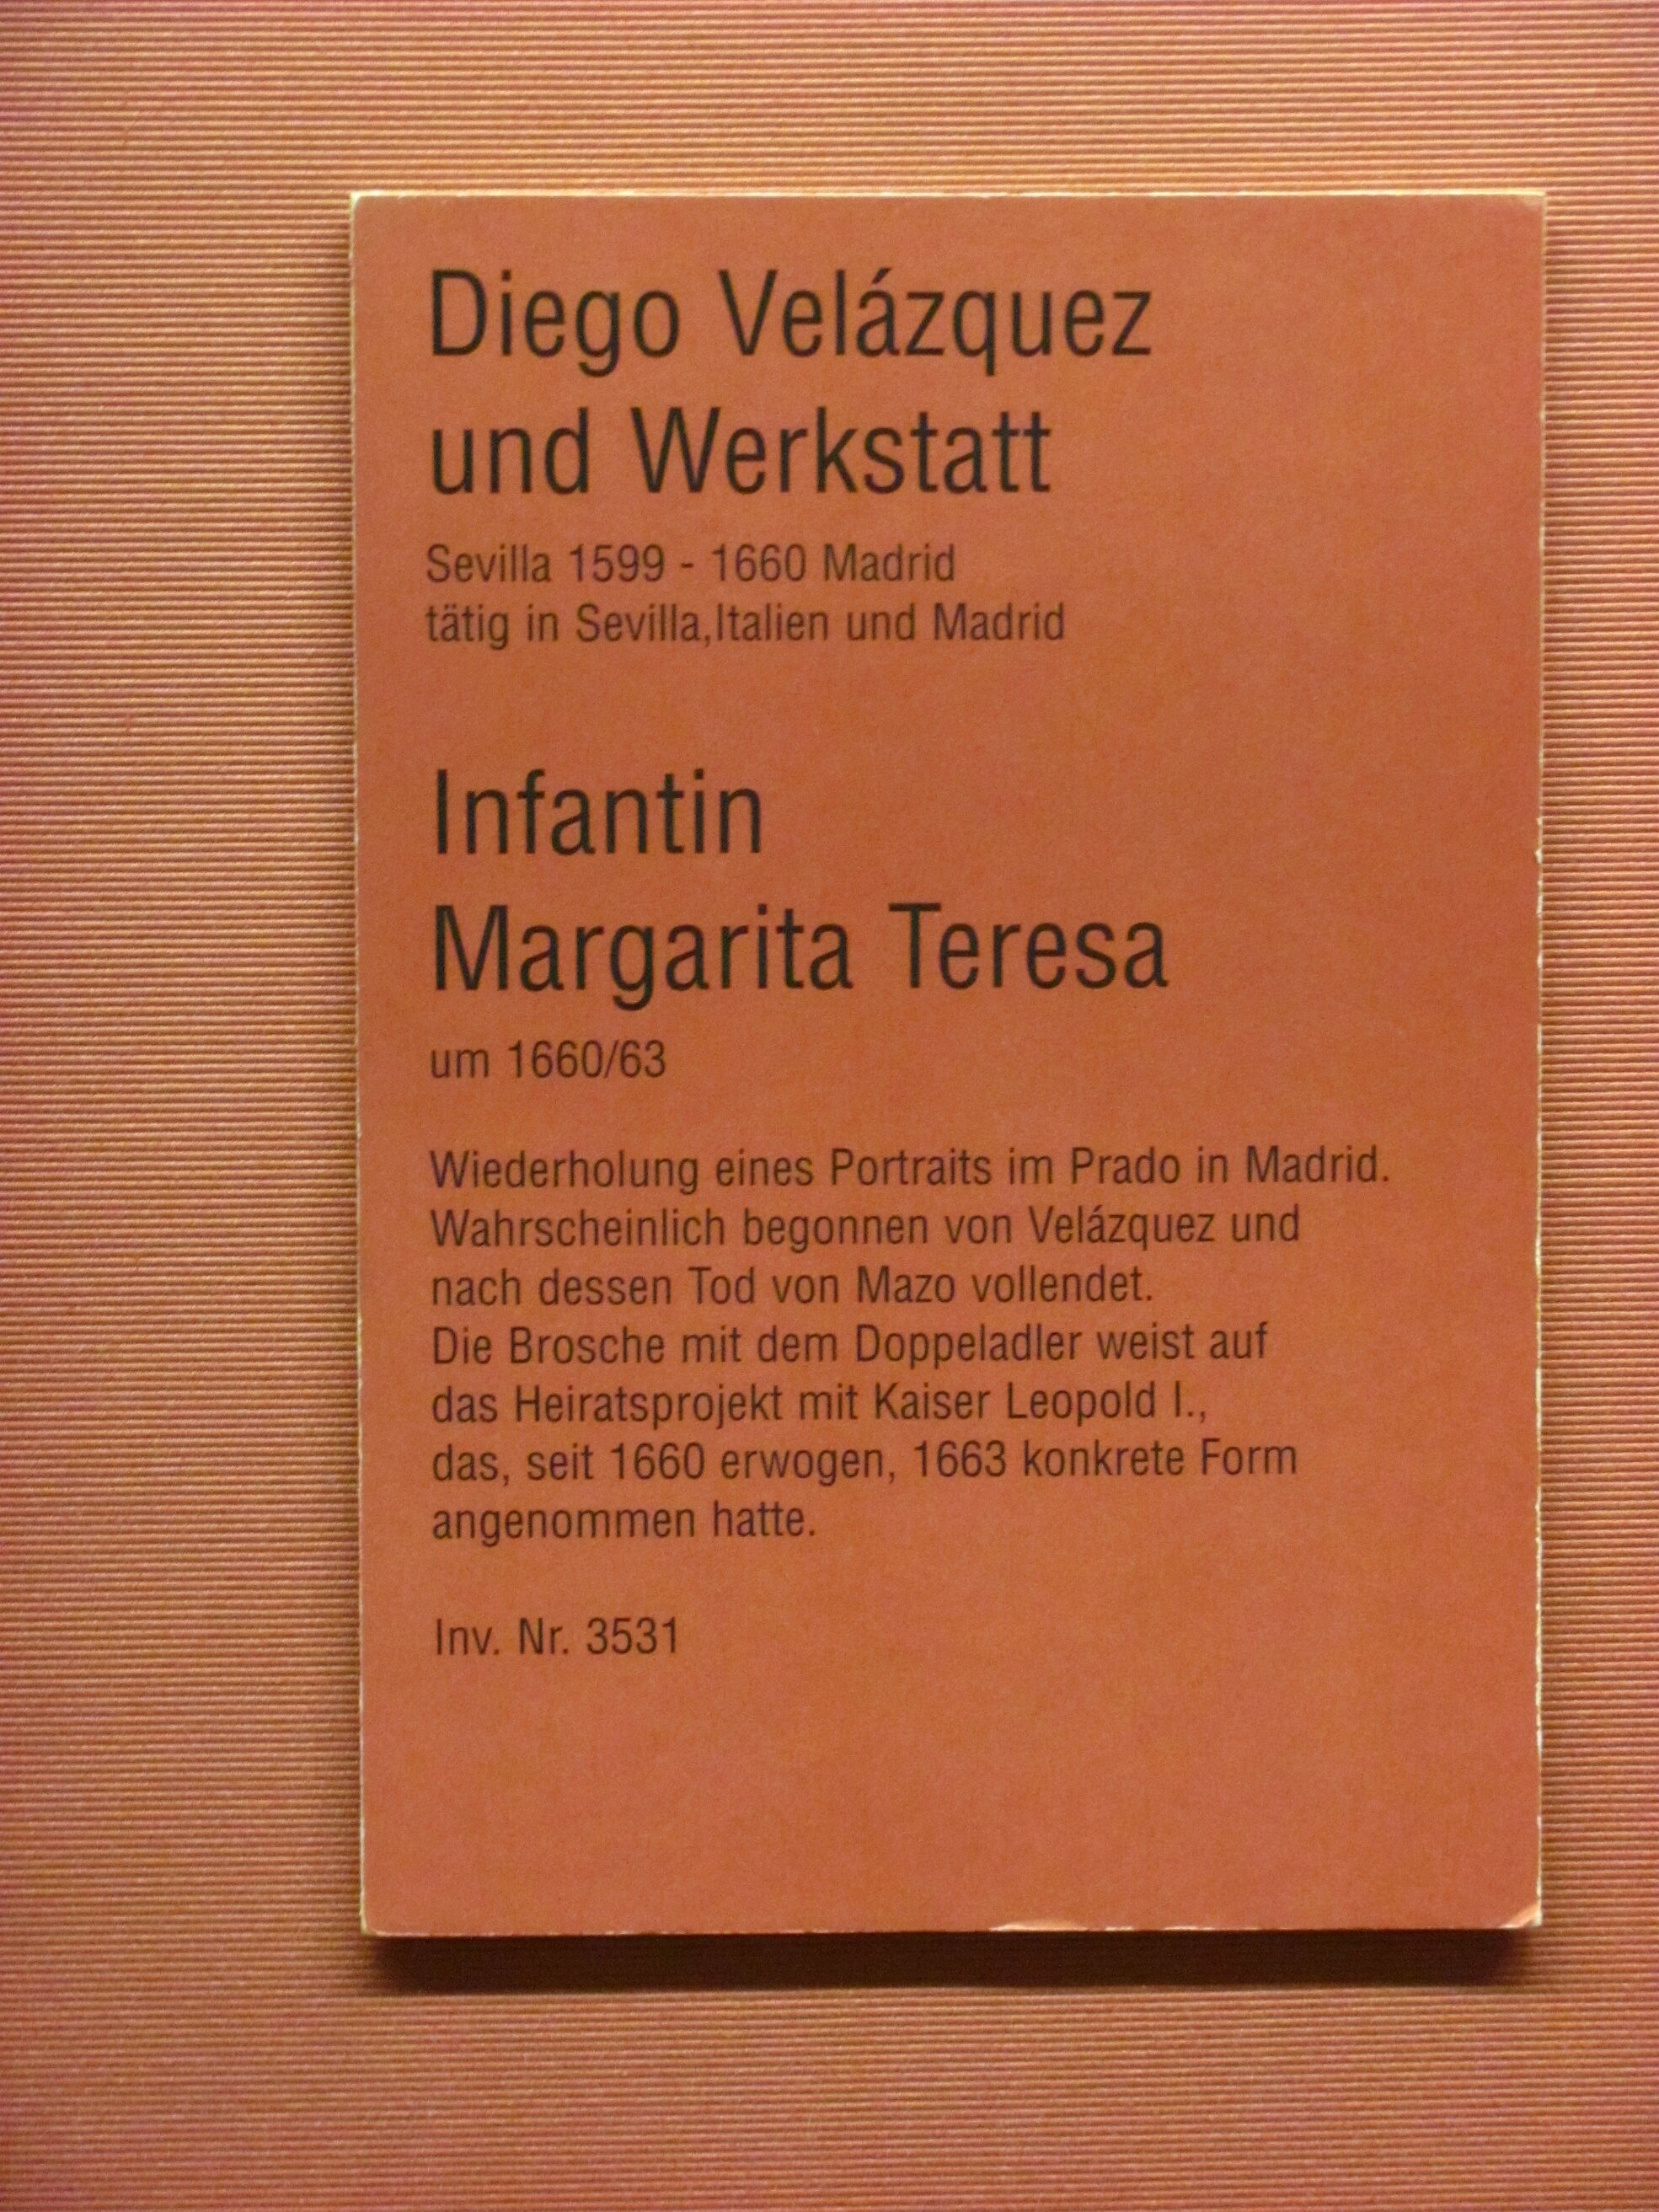 Diego Velázquez
und Werkstatt
Sevilla 1599 - 1660 Madrid
tätig in Sevilla,Italien und Madrid
Infantin
Margarita Teresa
um 1660/63
Wiederholung eines Portraits im Prado in Madrid.
Wahrscheinlich begonnen von Velázquez und
nach dessen Tod von Mazo vollendet.
Die Brosche mit dem Doppeladler weist auf
das Heiratsprojekt mit Kaiser Leopold I.,
das, seit 1660 erwogen, 1663 konkrete Form
angenommen hatte.
Inv. Nr. 3531